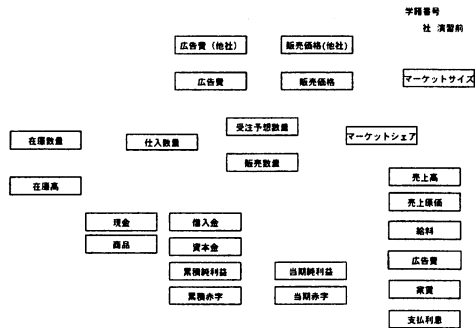 学籍番号
社 演習前
広告費（他社） 販売価格(他社)
広告費 販売価格 マーケットサイズ
受注予想数量 マーケットシェア
在庫数量 仕入数量
販売数量
売上高
在庫高
売上原価
現金 借入金 給料
商品 資本金
広告費
累積純利益 当期純利益
家賃
累積赤字 当期赤字
支払利息